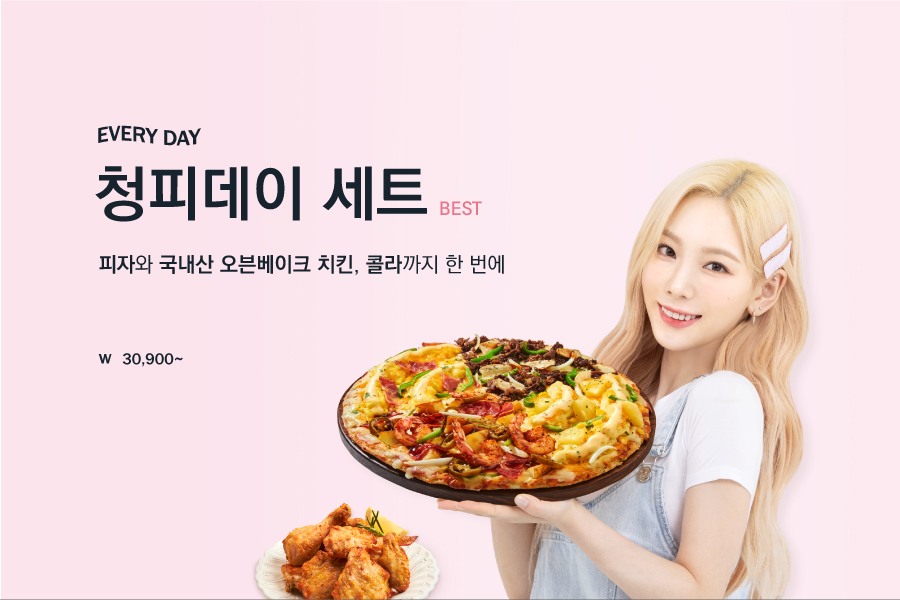 EVERY DAY
청피데이 세트 BEST
피자와 국내산 오븐베이크 치킨, 콜라까지 한 번에
₩ 30,900~